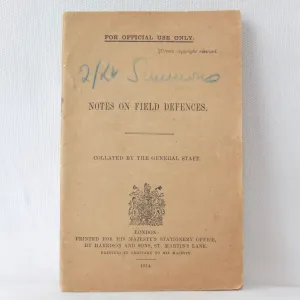 FOR OFFICIAL USE ONLY.
[Crown copyright reserved.
2/Lt Simmons
NOTES ON FIELD DEFENCES.
COLLATED BY THE GENERAL STAFF
LONDON:
PRINTED FOR HIS MAJESTY'S STATIONERY OFFICE,
BY HARRISON AND SONS, ST. MARTIN'S LANE,
PRINTERS IN ORDINARY TO HIS MAJESTY.
1914.